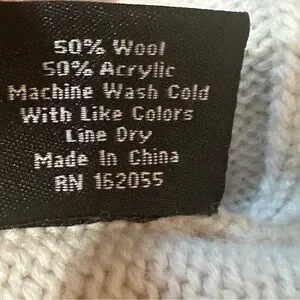 50% Wool
50% Acrylic
Machine Wash Cold
With Like Colors
Line Dry
Made In China
RN 162055